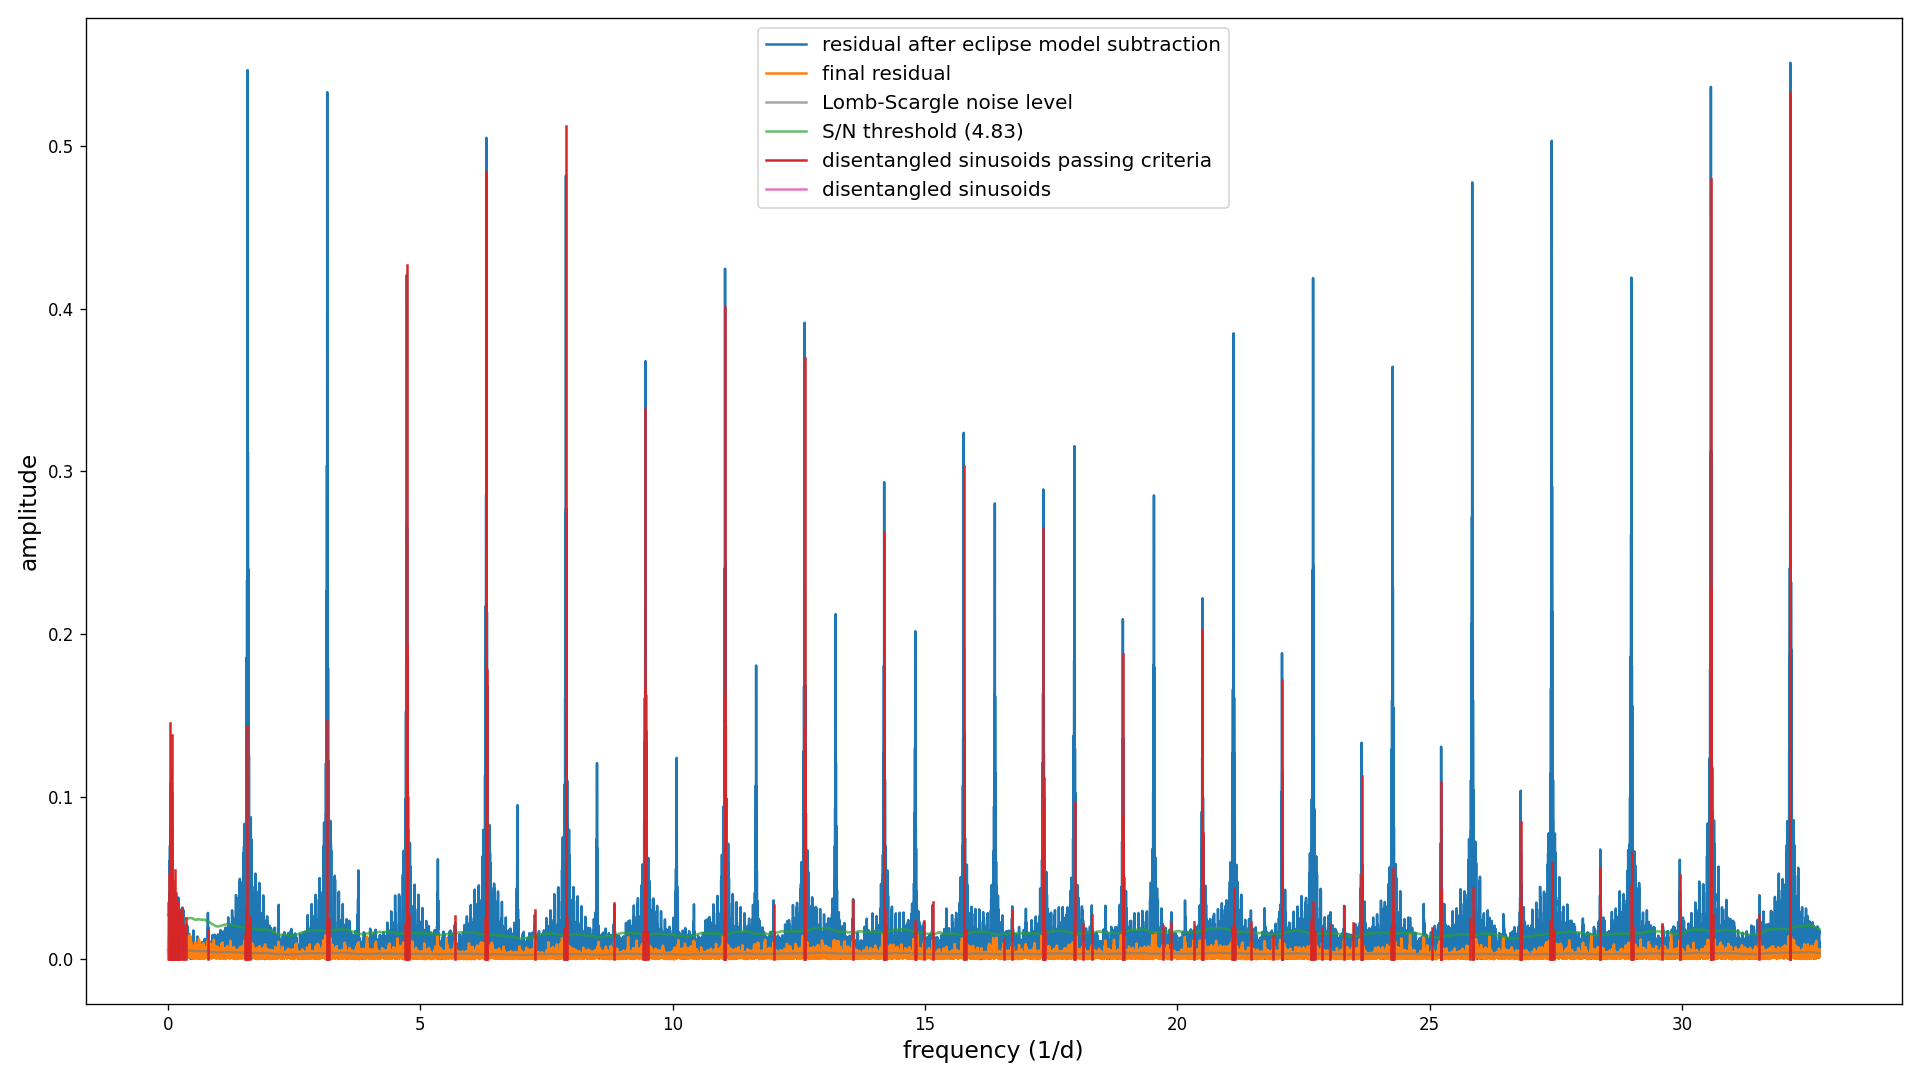 residual after eclipse model subtraction
final residual
Lomb-Scargle noise level
S/N threshold (4.83)
disentangled sinusoids passing criteria
disentangled sinusoids
amplitude
0.5
0.4
0.3
0.2
0.1
0.0
0 5 10 15 20 25 30
frequency (1/d)